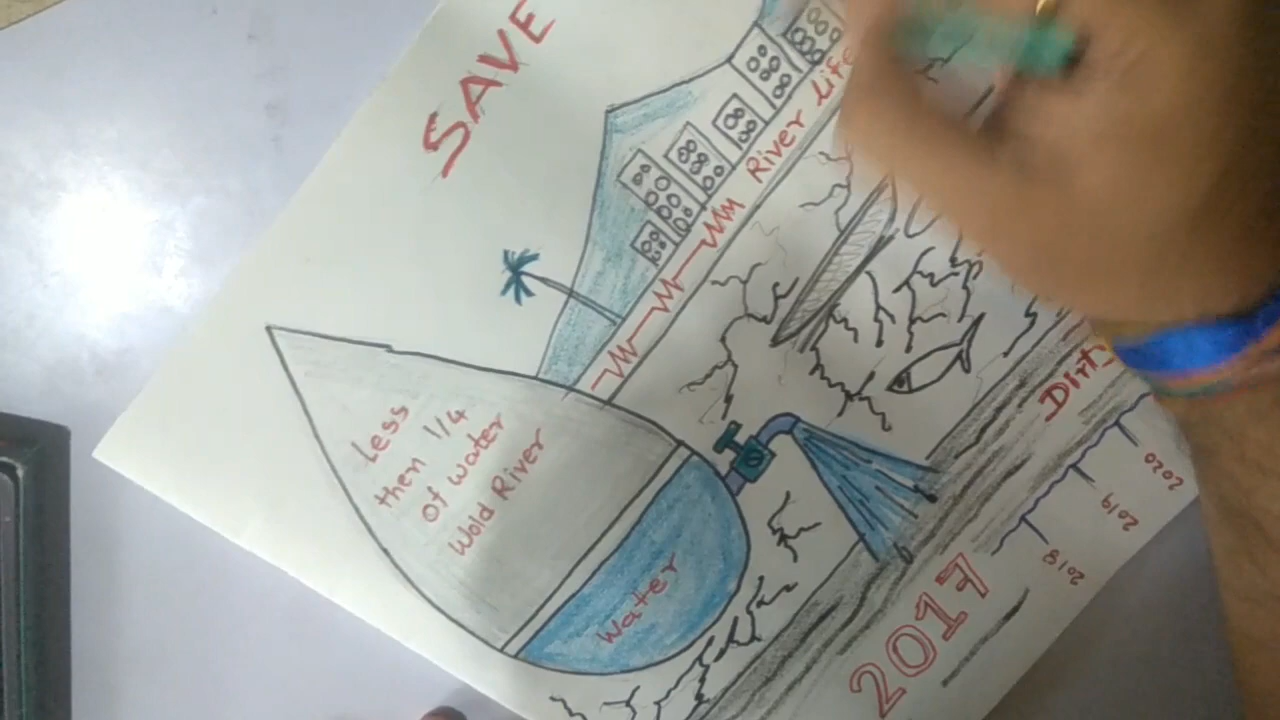 SAVE
River Life
Less
then 1/4
of water
Wold River
Water
Dirty
2020
2019
2018
2017